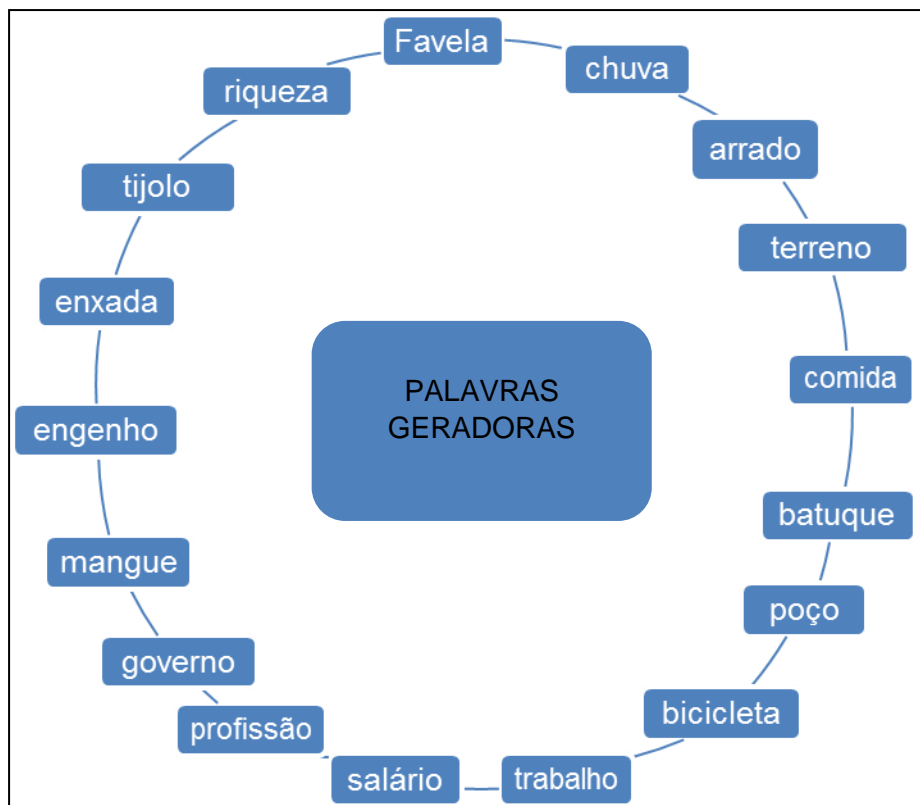 Favela
chuva
arrado
terreno
comida
batuque
poço
bicicleta
trabalho
salário
profissão
governo
mangue
engenho
enxada
tijolo
riqueza
PALAVRAS
GERADORAS